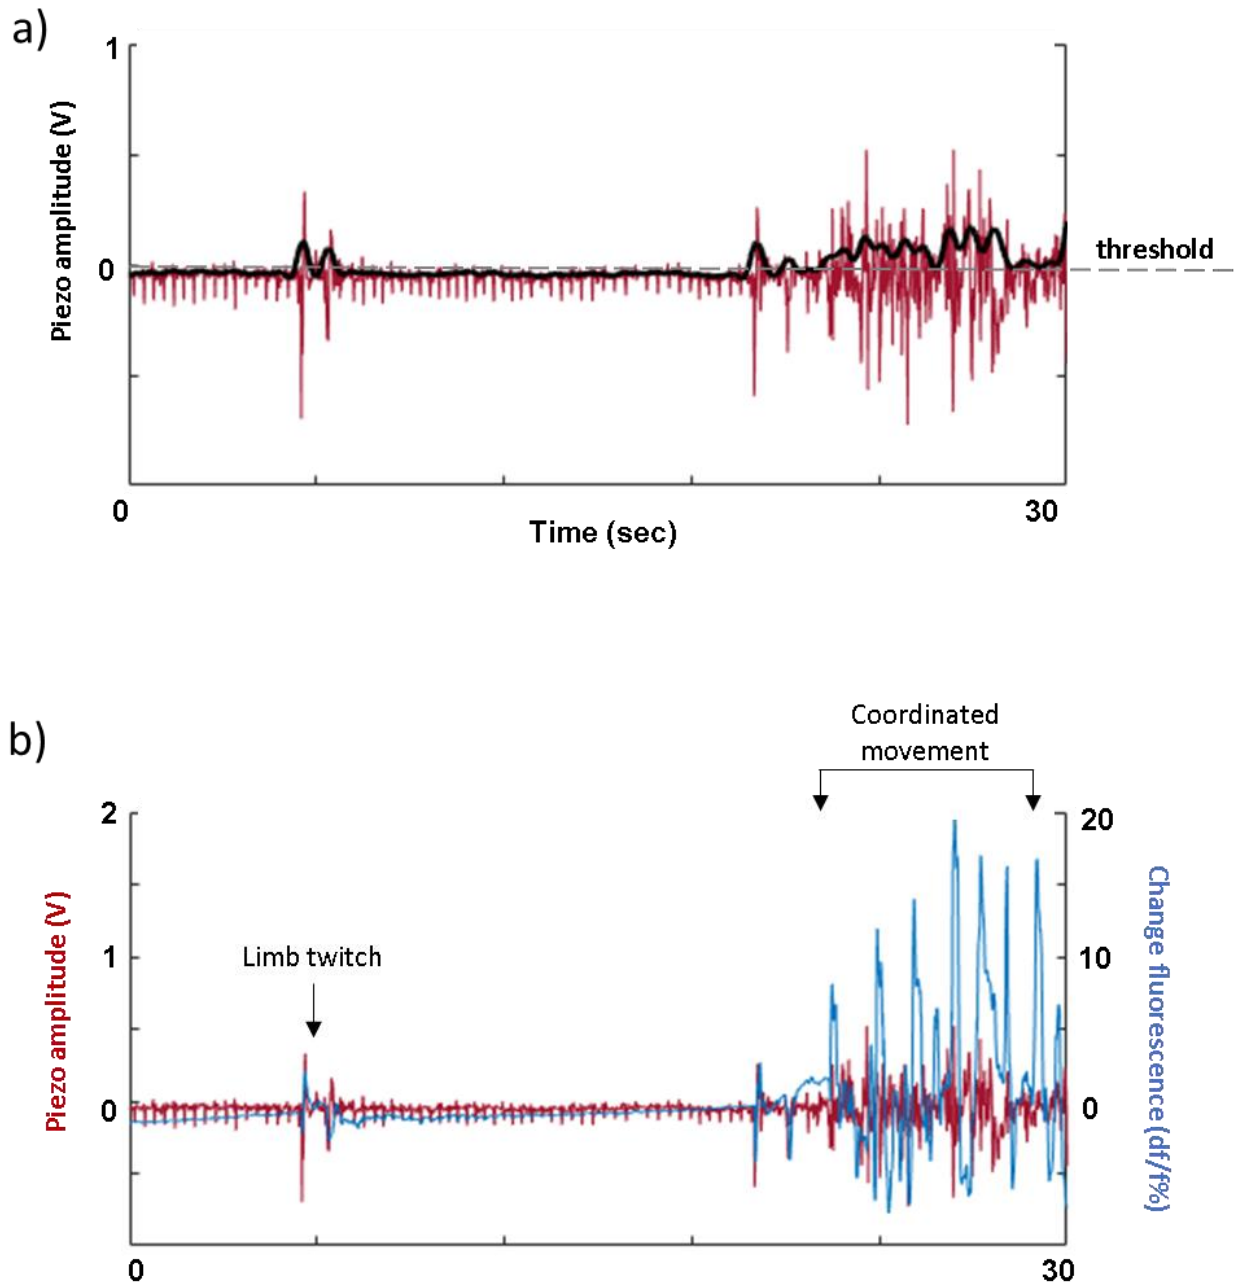 a)
1
Piezo amplitude (V)
0
threshold
0
30
Time (sec)
b)
Coordinated
movement
2
20
Piezo amplitude (V)
Change fluorescence (df/f%)
Limb twitch
1
10
0
0
0
30